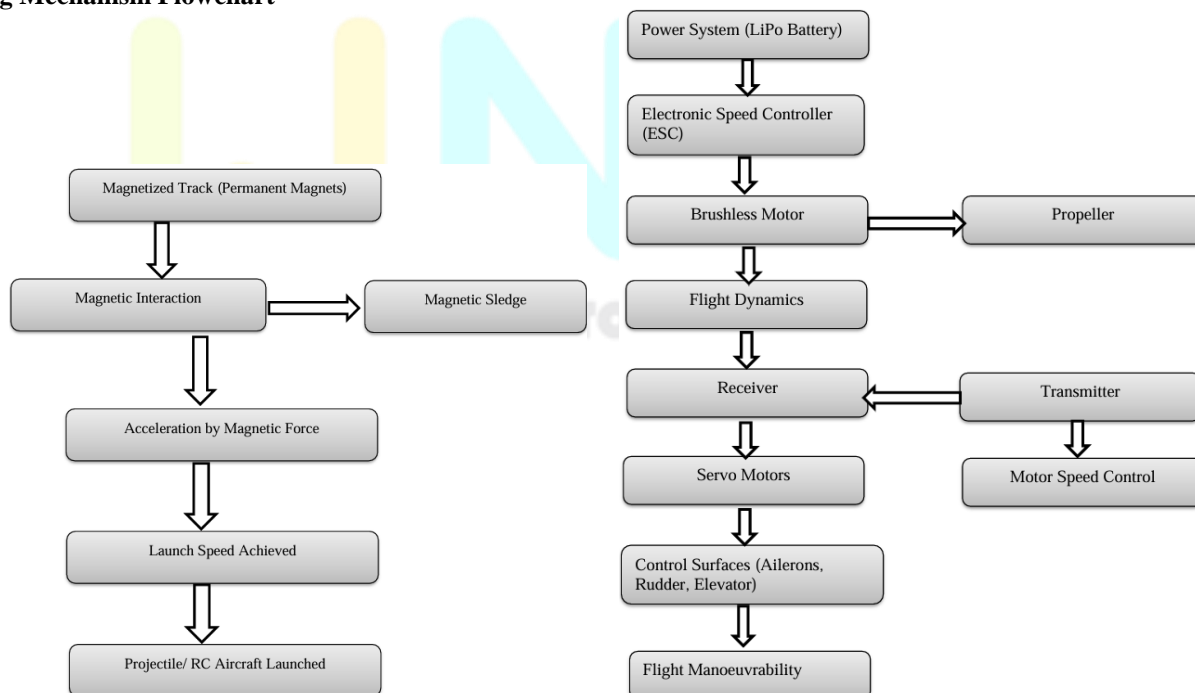 g Mechanism Flowchart
Magnetized Track (Permanent Magnets)
Magnetic Interaction
Magnetic Sledge
Acceleration by Magnetic Force
Launch Speed Achieved
Projectile/ RC Aircraft Launched
Power System (LiPo Battery)
Electronic Speed Controller
(ESC)
Brushless Motor
Propeller
Flight Dynamics
Receiver
Transmitter
Servo Motors
Motor Speed Control
Control Surfaces (Ailerons,
Rudder, Elevator)
Flight Manoeuvrability